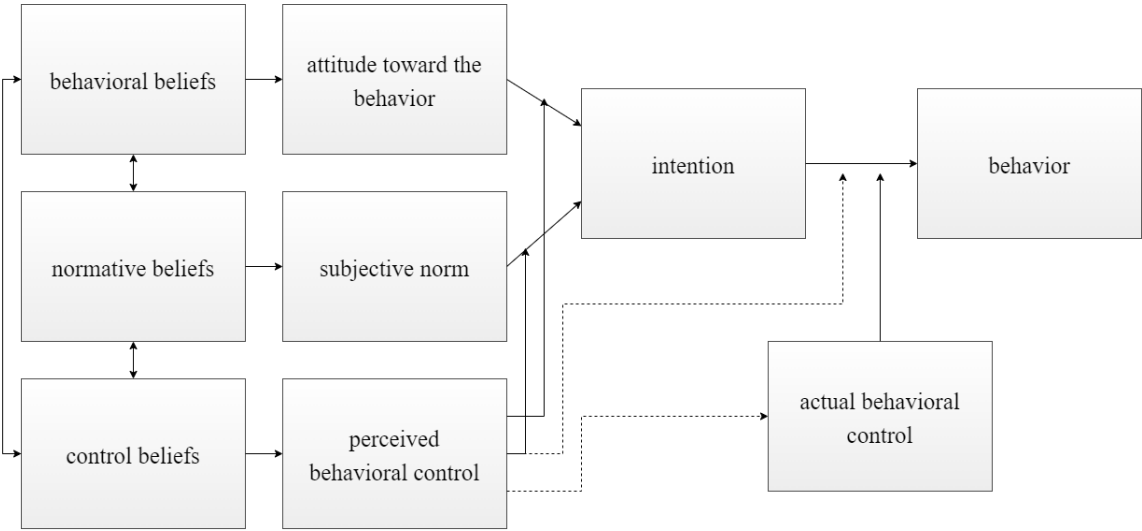 behavioral beliefs
attitude toward the
behavior
intention
behavior
normative beliefs
subjective norm
control beliefs
perceived
behavioral control
actual behavioral
control